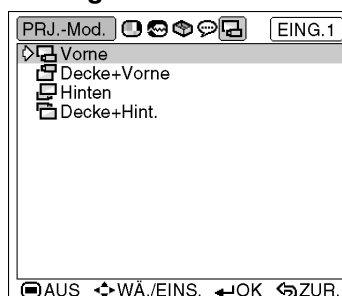 PRJ.-Mod. EING.1
Vorne
Decke+Vorne
Hinten
Decke+Hint.
AUS WÄ./EINS. OK ZUR.